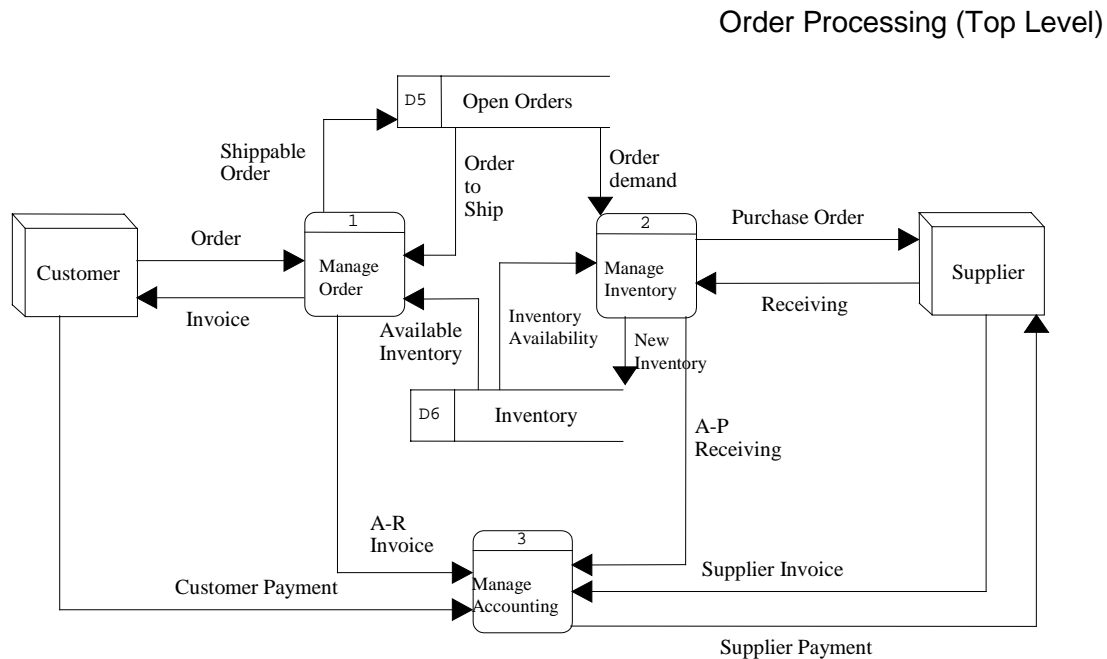 Order Processing (Top Level)
D5
Open Orders
Shippable
Order
Order
to
Ship
Order
demand
1
2
Purchase Order
Order
Customer
Manage
Order
Manage
Inventory
Supplier
Invoice
Receiving
Available
Inventory
Inventory
Availability
New
Inventory
D6
Inventory
A-P
Receiving
A-R
Invoice
3
Manage
Accounting
Customer Payment
Supplier Invoice
Supplier Payment